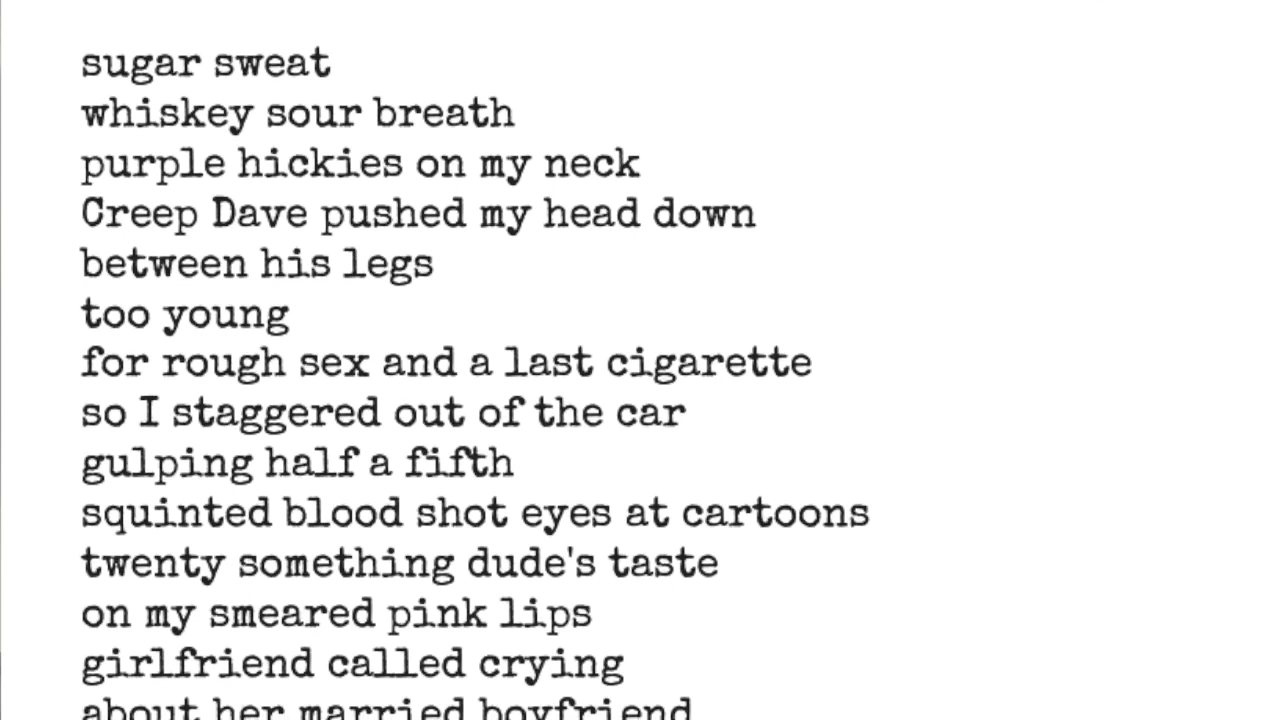 sugar sweat
whiskey sour breath
purple hickies on my neck
Creep Dave pushed my head down
between his legs
too young
for rough sex and a last cigarette
so I staggered out of the car
gulping half a fifth
squinted blood shot eyes at cartoons
twenty something dude's taste
on my smeared pink lips
girlfriend called crying
about her married boyfriend